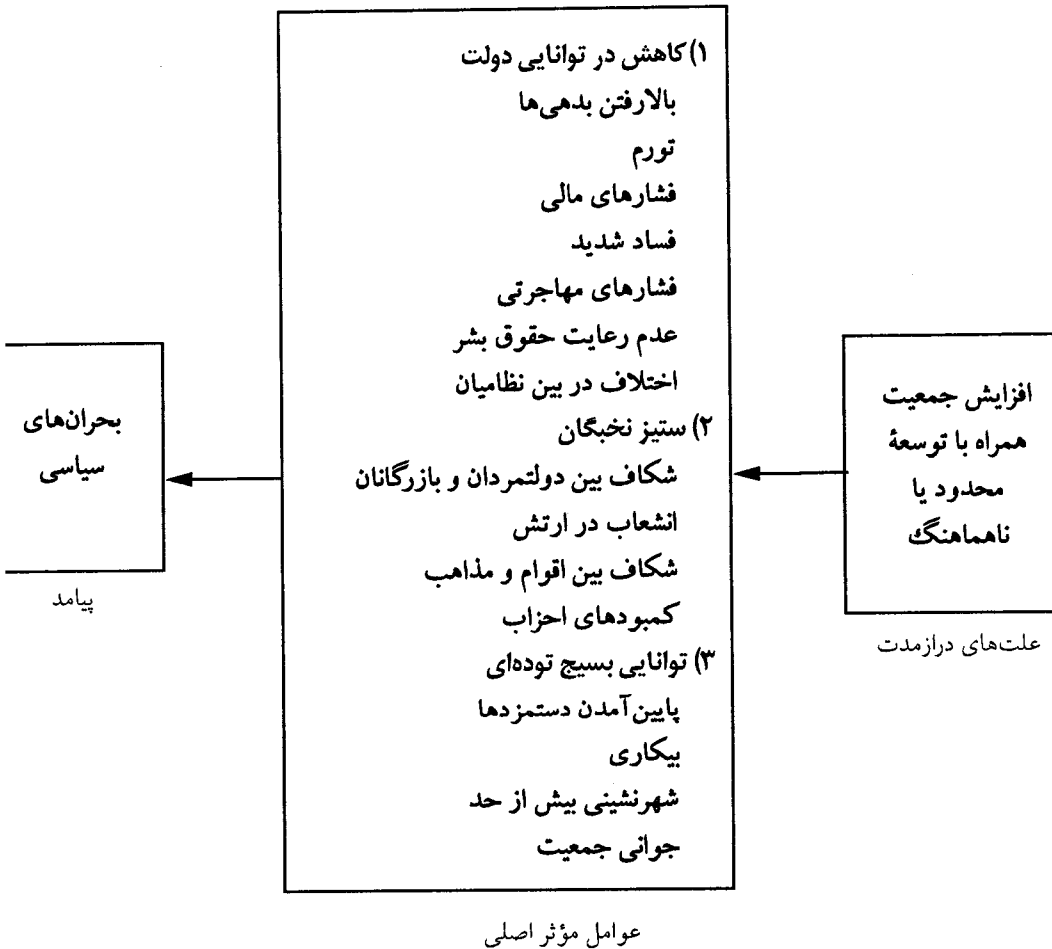 افزایش جمعیت
همراه با توسعهٔ
محدود یا
ناهماهنگ
علت‌های درازمدت
۱) کاهش در توانایی دولت
بالارفتن بدهی‌ها
تورم
فشارهای مالی
فساد شدید
فشارهای مهاجرتی
عدم رعایت حقوق بشر
اختلاف در بین نظامیان
۲) ستیز نخبگان
شکاف بین دولتمردان و بازرگانان
انشعاب در ارتش
شکاف بین اقوام و مذاهب
کمبودهای احزاب
۳) توانایی بسیج توده‌ای
پایین‌آمدن دستمزدها
بیکاری
شهرنشینی بیش از حد
جوانی جمعیت
عوامل مؤثر اصلی
بحران‌های
سیاسی
پیامد